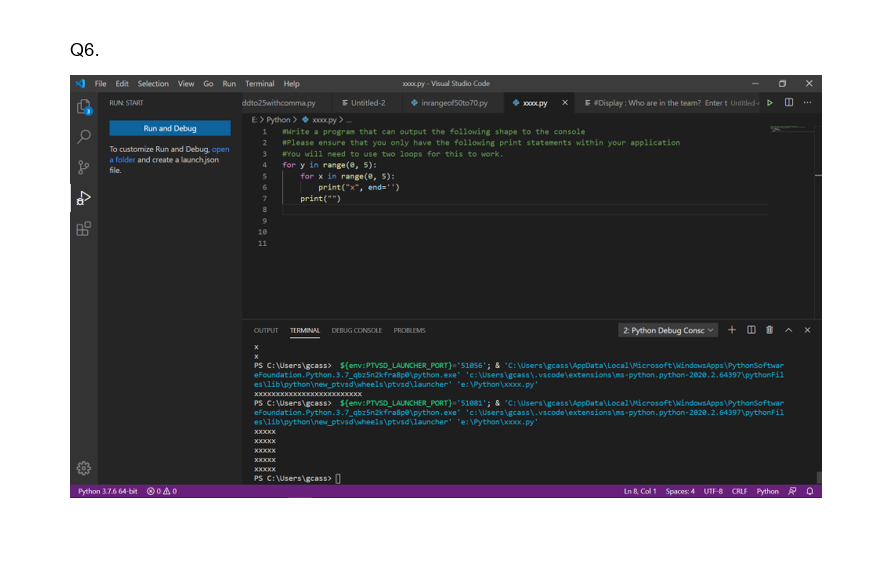 Q6.
File Edit Selection View Go Run Terminal Help
xxxx.py - Visual Studio Code
RUN: START
ddto25withcomma.py Untitled-2 inrangeof50to70.py xxxx.py #Display : Who are in the team? Enter t Untitled-
E: > Python > xxxx.py > ...
3
Run and Debug
To customize Run and Debug, open
a folder and create a launch.json
file.
1 #Write a program that can output the following shape to the console
2 #Please ensure that you only have the following print statements within your application
3 #You will need to use two loops for this to work.
4 for y in range(0, 5):
5 for x in range(0, 5):
6 print("x", end='')
7 print("")
8
9
10
11
OUTPUT TERMINAL DEBUG CONSOLE PROBLEMS 2: Python Debug Consc
x
x
PS C:\Users\gcass> ${env:PTVSD_LAUNCHER_PORT}='51056'; & 'C:\Users\gcass\AppData\Local\Microsoft\WindowsApps\PythonSoftwar
eFoundation.Python.3.7_qbz5n2kfra8p0\python.exe' 'c:\Users\gcass\.vscode\extensions\ms-python.python-2020.2.64397\pythonFil
es\lib\python\new_ptvsd\wheels\ptvsd\launcher' 'e:\Python\xxxx.py'
xxxxxxxxxxxxxxxxxxxxxxxxx
PS C:\Users\gcass> ${env:PTVSD_LAUNCHER_PORT}='51081'; & 'C:\Users\gcass\AppData\Local\Microsoft\WindowsApps\PythonSoftwar
eFoundation.Python.3.7_qbz5n2kfra8p0\python.exe' 'c:\Users\gcass\.vscode\extensions\ms-python.python-2020.2.64397\pythonFil
es\lib\python\new_ptvsd\wheels\ptvsd\launcher' 'e:\Python\xxxx.py'
xxxxx
xxxxx
xxxxx
xxxxx
xxxxx
PS C:\Users\gcass>
Python 3.7.6 64-bit 0 0 Ln 8, Col 1 Spaces: 4 UTF-8 CRLF Python